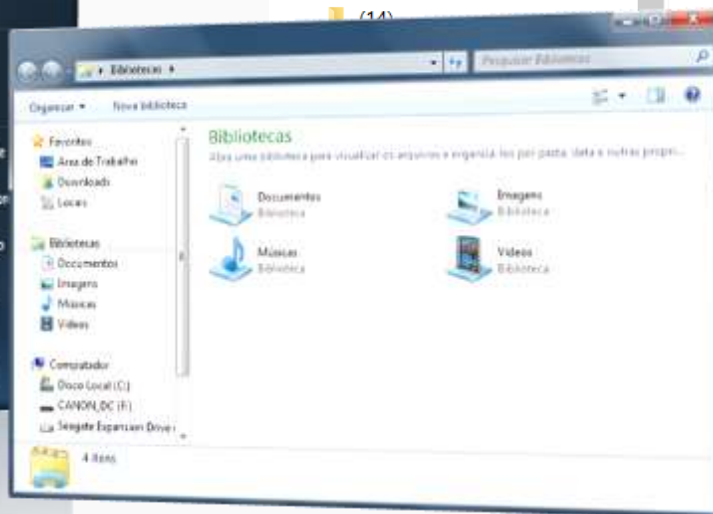 (14)
Bibliotecas
Pesquisar Bibliotecas
Organizar
Nova biblioteca
Favoritos
Área de Trabalho
Downloads
Locais
Bibliotecas
Documentos
Imagens
Músicas
Vídeos
Computador
Disco Local (C:)
CANON_DC (F:)
Seagate Expansion Drive (
Bibliotecas
Abra uma biblioteca para visualizar os arquivos e organizá-los por pasta, data e outras propri...
Documentos
Biblioteca
Imagens
Biblioteca
Músicas
Biblioteca
Vídeos
Biblioteca
4 itens